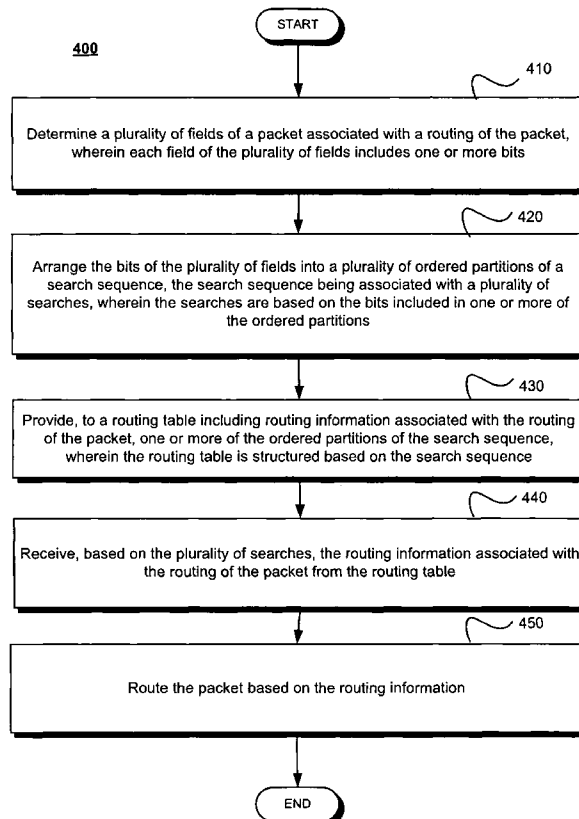 START
400
410
Determine a plurality of fields of a packet associated with a routing of the packet,
wherein each field of the plurality of fields includes one or more bits
420
Arrange the bits of the plurality of fields into a plurality of ordered partitions of a
search sequence, the search sequence being associated with a plurality of
searches, wherein the searches are based on the bits included in one or more of
the ordered partitions
430
Provide, to a routing table including routing information associated with the routing
of the packet, one or more of the ordered partitions of the search sequence,
wherein the routing table is structured based on the search sequence
440
Receive, based on the plurality of searches, the routing information associated with
the routing of the packet from the routing table
450
Route the packet based on the routing information
END